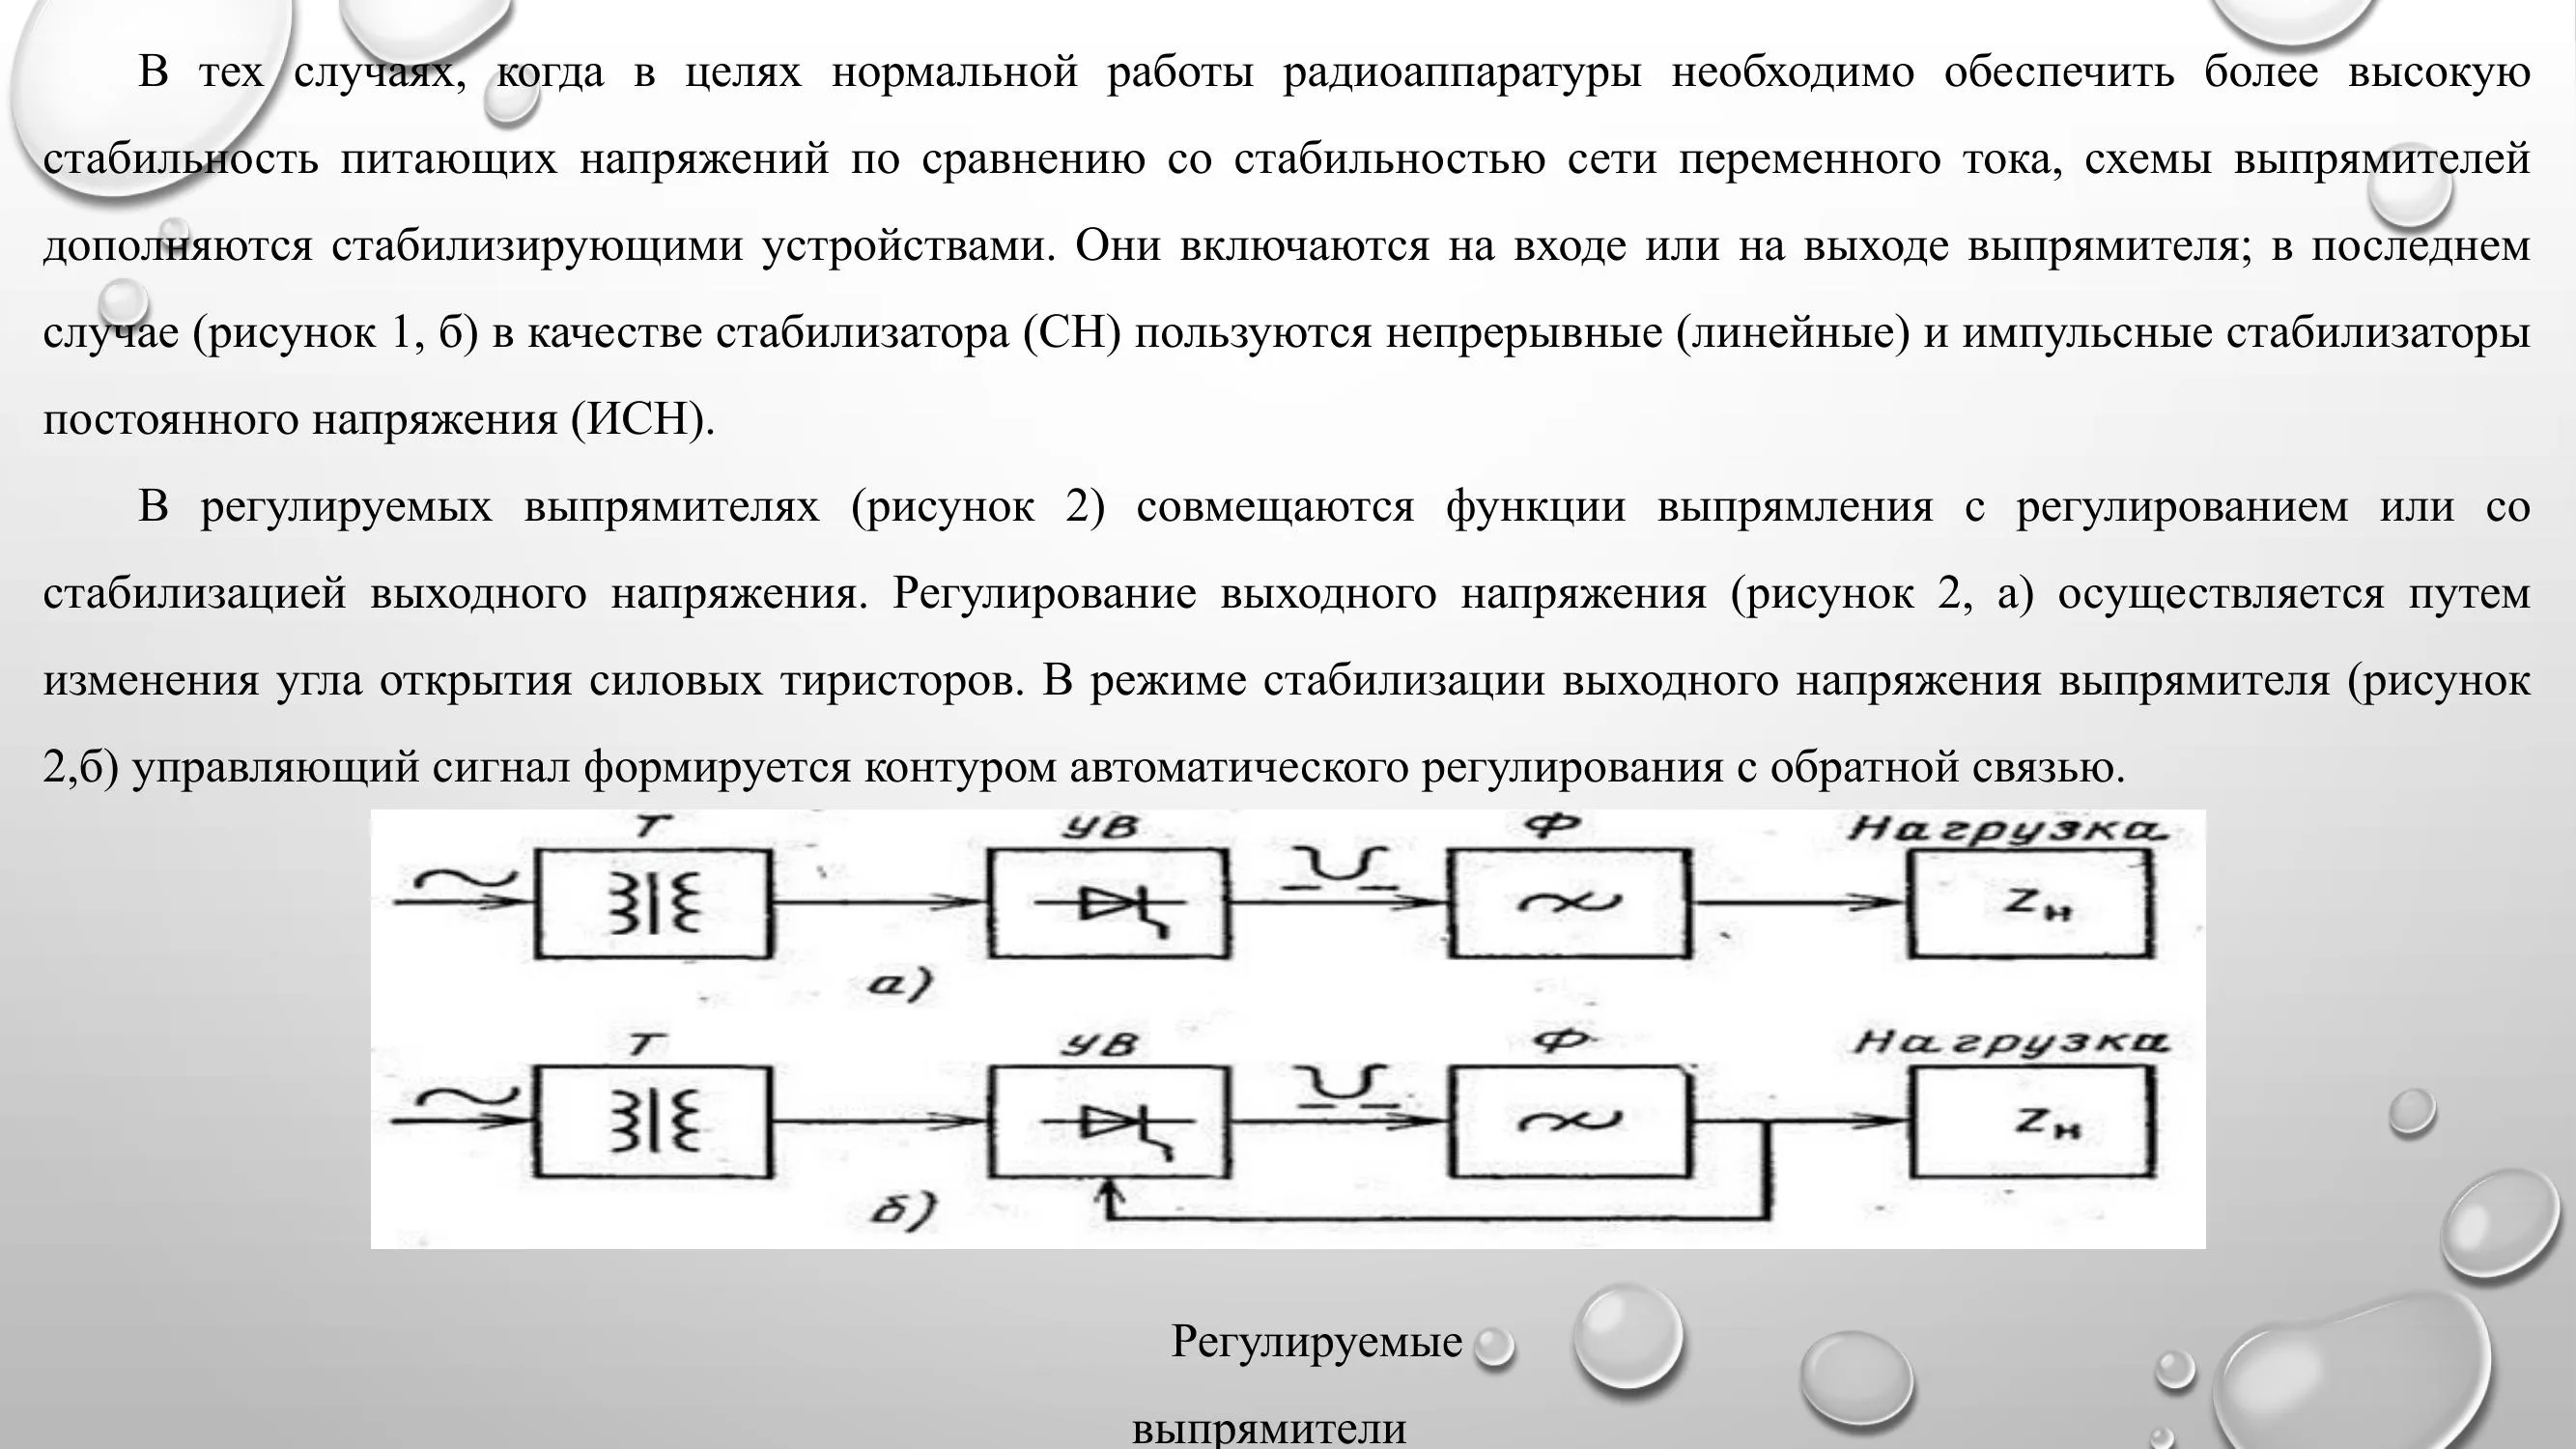 В тех случаях, когда в целях нормальной работы радиоаппаратуры необходимо обеспечить более высокую
стабильность питающих напряжений по сравнению со стабильностью сети переменного тока, схемы выпрямителей
дополняются стабилизирующими устройствами. Они включаются на входе или на выходе выпрямителя; в последнем
случае (рисунок 1, б) в качестве стабилизатора (СН) пользуются непрерывные (линейные) и импульсные стабилизаторы
постоянного напряжения (ИСН).
В регулируемых выпрямителях (рисунок 2) совмещаются функции выпрямления с регулированием или со
стабилизацией выходного напряжения. Регулирование выходного напряжения (рисунок 2, а) осуществляется путем
изменения угла открытия силовых тиристоров. В режиме стабилизации выходного напряжения выпрямителя (рисунок
2,б) управляющий сигнал формируется контуром автоматического регулирования с обратной связью.
Т УВ Ф Нагрузка
Zн
а)
Т УВ Ф Нагрузка
Zн
б)
Регулируемые
выпрямители